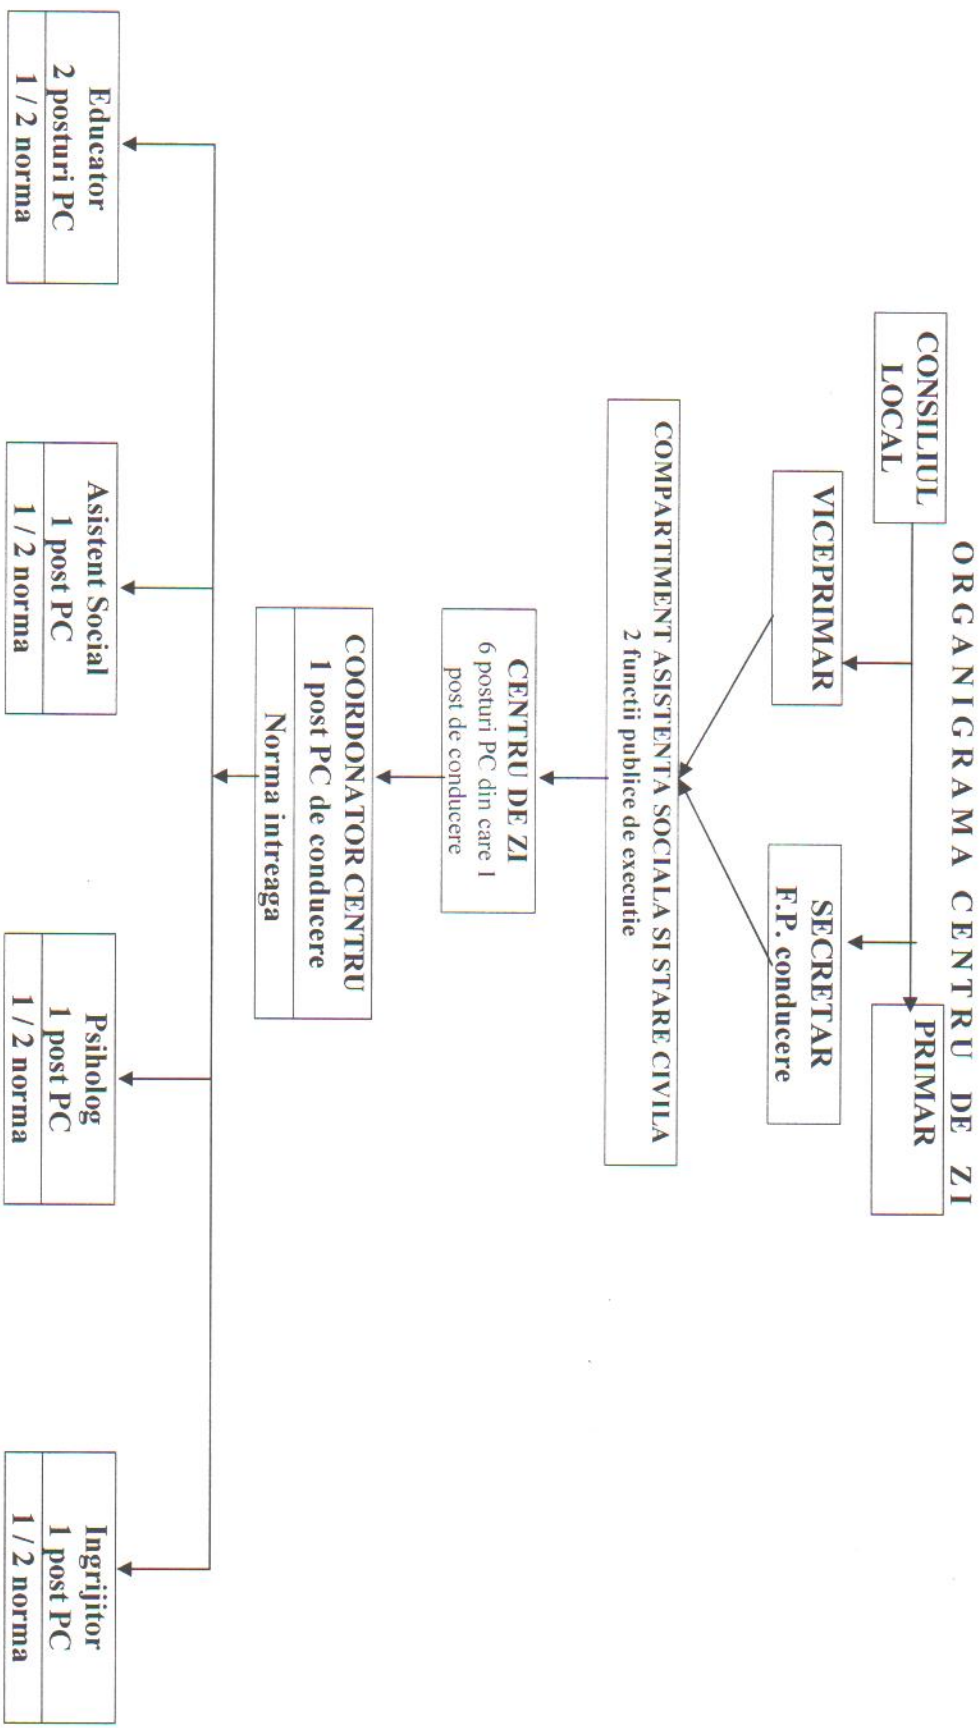 ORGANIGRAMA CENTRU DE ZI
CONSILIUL
LOCAL
PRIMAR
VICEPRIMAR
SECRETAR
F.P. conducere
COMPARTIMENT ASISTENTA SOCIALA SI STARE CIVILA
2 functii publice de executie
CENTRU DE ZI
6 posturi PC din care 1
post de conducere
COORDONATOR CENTRU
1 post PC de conducere
Norma intreaga
Educator
2 posturi PC
1 / 2 norma
Asistent Social
1 post PC
1 / 2 norma
Psiholog
1 post PC
1 / 2 norma
Ingrijitor
1 post PC
1 / 2 norma